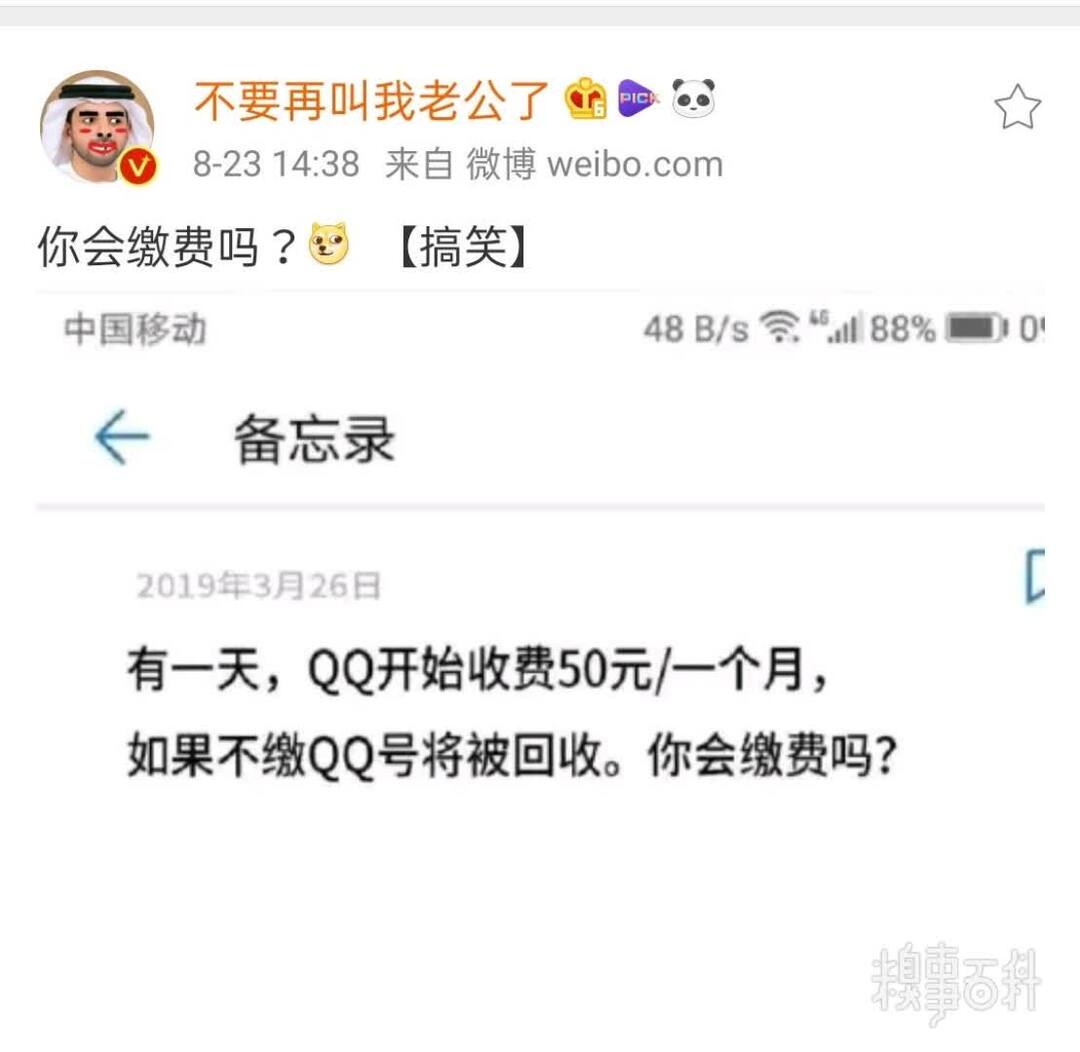 不要再叫我老公了 6 PICK
8-23 14:38 来自 微博 weibo.com
你会缴费吗？ 【搞笑】
中国移动 48 B/s 4G 88%
备忘录
2019年3月26日
有一天，QQ开始收费50元/一个月，
如果不缴QQ号将被回收。你会缴费吗?
糗事百科